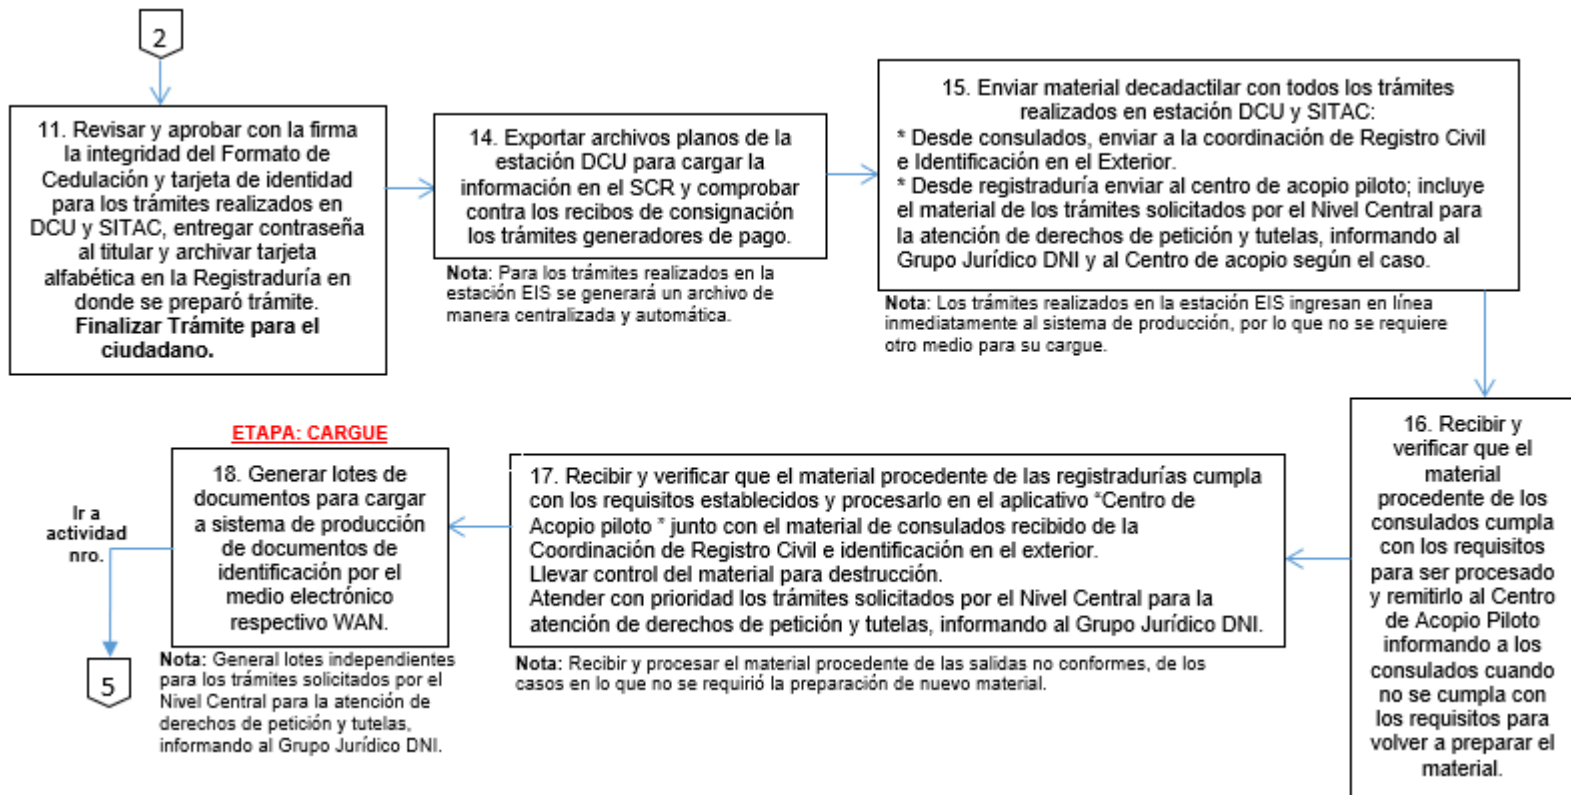 2
11. Revisar y aprobar con la firma
la integridad del Formato de
Cedulación y tarjeta de identidad
para los trámites realizados en
DCU y SITAC, entregar contraseña
al titular y archivar tarjeta
alfabética en la Registraduría en
donde se preparó trámite.
Finalizar Trámite para el
ciudadano.
14. Exportar archivos planos de la
estación DCU para cargar la
información en el SCR y comprobar
contra los recibos de consignación
los trámites generadores de pago.
Nota: Para los trámites realizados en la
estación EIS se generará un archivo de
manera centralizada y automática.
15. Enviar material decadactilar con todos los trámites
realizados en estación DCU y SITAC:
* Desde consulados, enviar a la coordinación de Registro Civil
e Identificación en el Exterior.
* Desde registraduría enviar al centro de acopio piloto; incluye
el material de los trámites solicitados por el Nivel Central para
la atención de derechos de petición y tutelas, informando al
Grupo Jurídico DNI y al Centro de acopio según el caso.
Nota: Los trámites realizados en la estación EIS ingresan en línea
inmediatamente al sistema de producción, por lo que no se requiere
otro medio para su cargue.
16. Recibir y
verificar que el
material
procedente de los
consulados cumpla
con los requisitos
para ser procesado
y remitirlo al Centro
de Acopio Piloto
informando a los
consulados cuando
no se cumpla con
los requisitos para
volver a preparar el
material.
17. Recibir y verificar que el material procedente de las registradurías cumpla
con los requisitos establecidos y procesarlo en el aplicativo "Centro de
Acopio piloto " junto con el material de consulados recibido de la
Coordinación de Registro Civil e identificación en el exterior.
Llevar control del material para destrucción.
Atender con prioridad los trámites solicitados por el Nivel Central para la
atención de derechos de petición y tutelas, informando al Grupo Jurídico DNI.
Nota: Recibir y procesar el material procedente de las salidas no conformes, de los
casos en lo que no se requirió la preparación de nuevo material.
ETAPA: CARGUE
18. Generar lotes de
documentos para cargar
a sistema de producción
de documentos de
identificación por el
medio electrónico
respectivo WAN.
Nota: General lotes independientes
para los trámites solicitados por el
Nivel Central para la atención de
derechos de petición y tutelas,
informando al Grupo Jurídico DNI.
Ir a
actividad
nro.
5